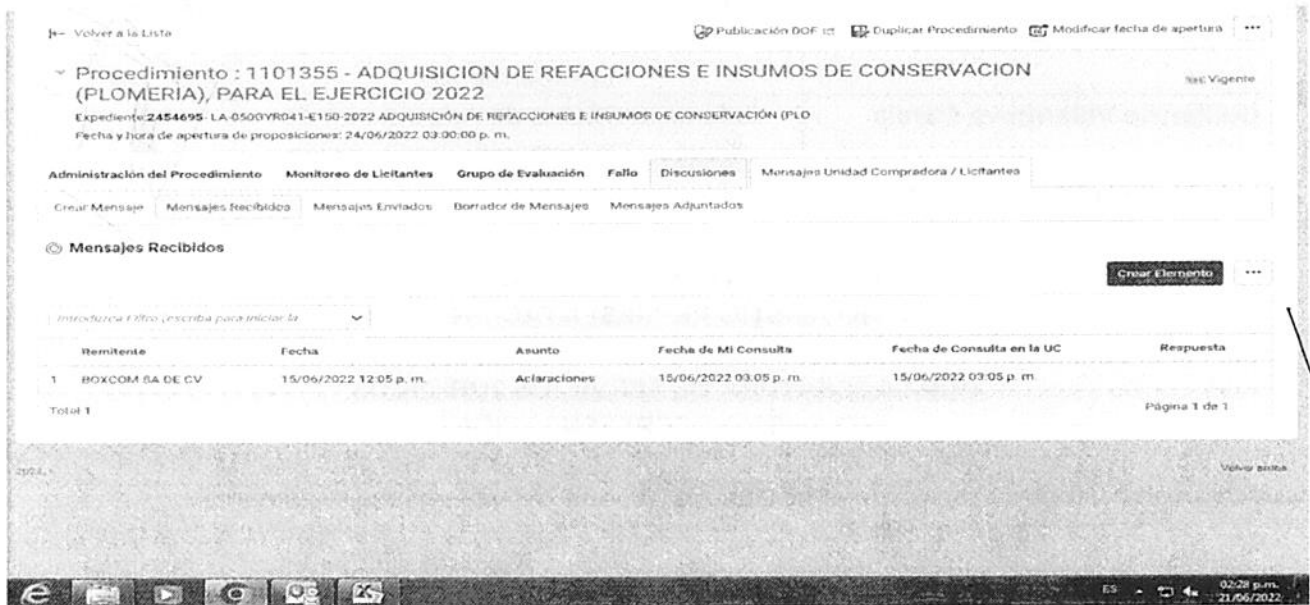 Volver a la Lista
Publicación DOF
Duplicar Procedimiento
Modificar fecha de apertura
Procedimiento : 1101355 - ADQUISICION DE REFACCIONES E INSUMOS DE CONSERVACION
(PLOMERIA), PARA EL EJERCICIO 2022
Vigente
Expediente:2454695- LA-050GYR041-E150-2022 ADQUISICIÓN DE REFACCIONES E INSUMOS DE CONSERVACIÓN (PLO
Fecha y hora de apertura de proposiciones: 24/06/2022 03:00:00 p. m.
Administración del Procedimiento Monitoreo de Licitantes Grupo de Evaluación Fallo Discusiones Mensajes Unidad Compradora / Licitantes
Crear Mensaje Mensajes Recibidos Mensajes Enviados Borrador de Mensajes Mensajes Adjuntados
Mensajes Recibidos
Crear Elemento
Introduzca Filtro (escriba para iniciar la
Remitente Fecha Asunto Fecha de Mi Consulta Fecha de Consulta en la UC Respuesta
1 BOXCOM SA DE CV 15/06/2022 12:05 p. m. Aclaraciones 15/06/2022 03:05 p. m. 15/06/2022 03:05 p. m.
Total 1
Página 1 de 1
Volver arriba
ES
02:28 p.m.
21/06/2022